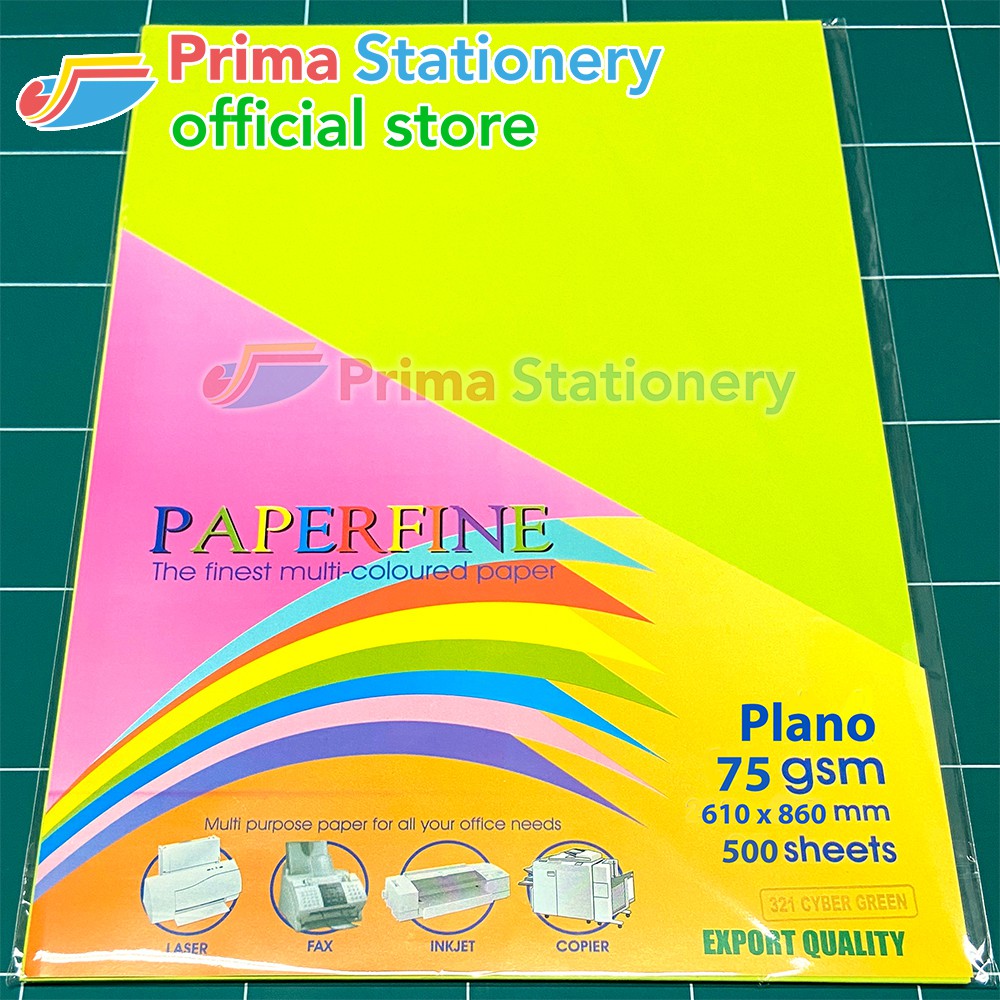 Prima Stationery
official store
Prima Stationery
PAPERFINE
The finest multi-coloured paper
Plano
75 gsm
610 x 860 mm
500 sheets
Multi purpose paper for all your office needs
LASER
FAX
INKJET
COPIER
321 CYBER GREEN
EXPORT QUALITY